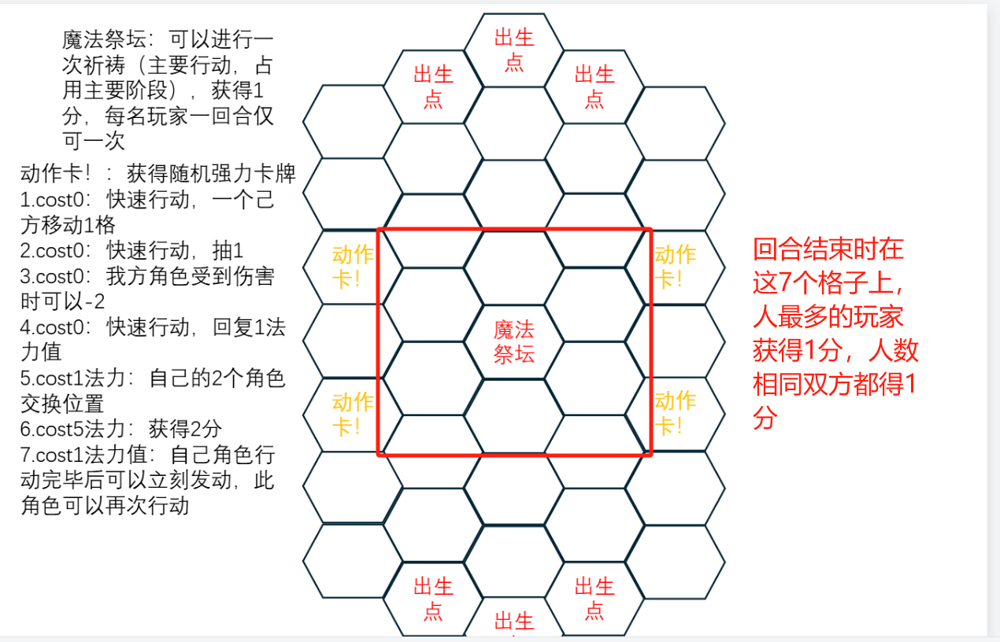 魔法祭坛：可以进行一
次祈祷（主要行动，占
用主要阶段），获得1
分，每名玩家一回合仅
可一次
动作卡！：获得随机强力卡牌
1.cost0：快速行动，一个己
方移动1格
2.cost0：快速行动，抽1
3.cost0：我方角色受到伤害
时可以-2
4.cost0：快速行动，回复1法
力值
5.cost1法力：自己的2个角色
交换位置
6.cost5法力：获得2分
7.cost1法力值：自己角色行
动完毕后可以立刻发动，此
角色可以再次行动
出生
点
出生
点
出生
点
动作
卡！
动作
卡！
魔法
祭坛
动作
卡！
动作
卡！
出生
点
出生
点
出生
回合结束时在
这7个格子上，
人最多的玩家
获得1分，人数
相同双方都得1
分